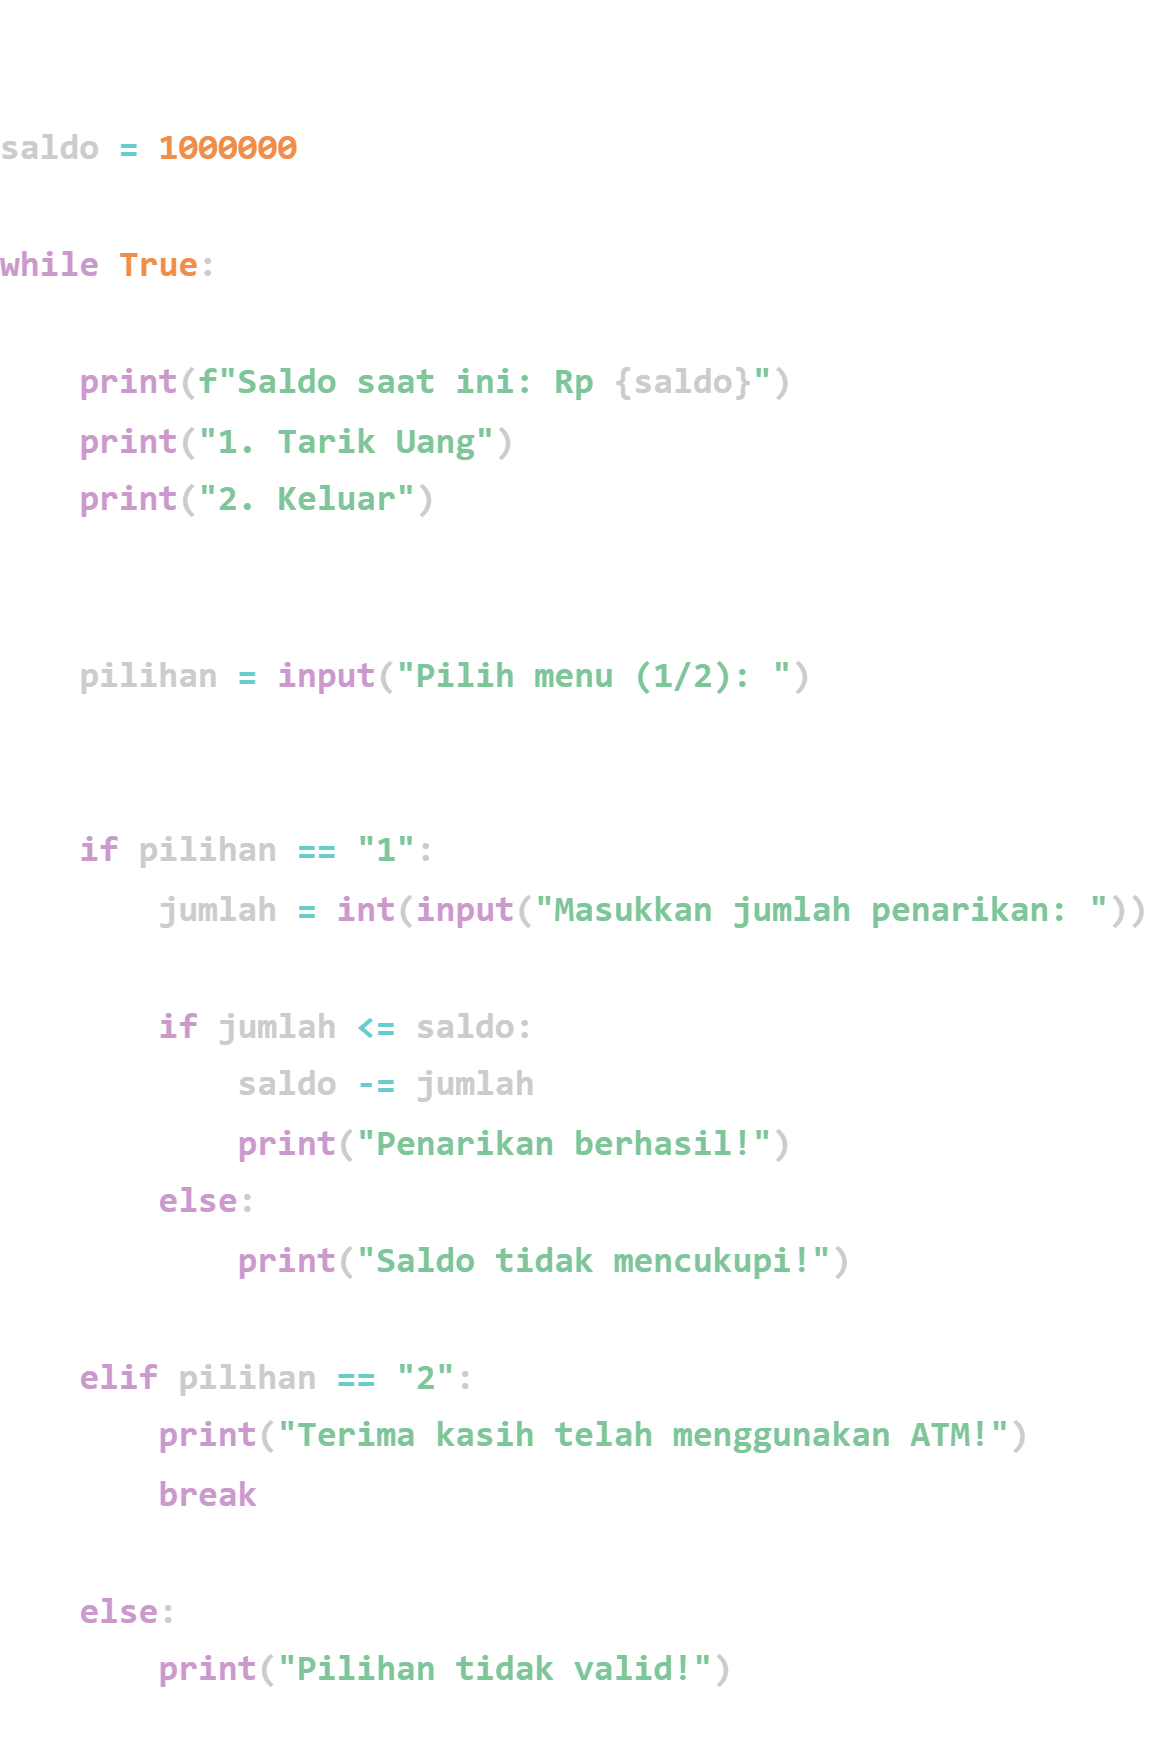 saldo = 1000000
while True:
    print(f"Saldo saat ini: Rp {saldo}")
    print("1. Tarik Uang")
    print("2. Keluar")
    pilihan = input("Pilih menu (1/2): ")
    if pilihan == "1":
        jumlah = int(input("Masukkan jumlah penarikan: "))
        if jumlah <= saldo:
            saldo -= jumlah
            print("Penarikan berhasil!")
        else:
            print("Saldo tidak mencukupi!")
    elif pilihan == "2":
        print("Terima kasih telah menggunakan ATM!")
        break
    else:
        print("Pilihan tidak valid!")